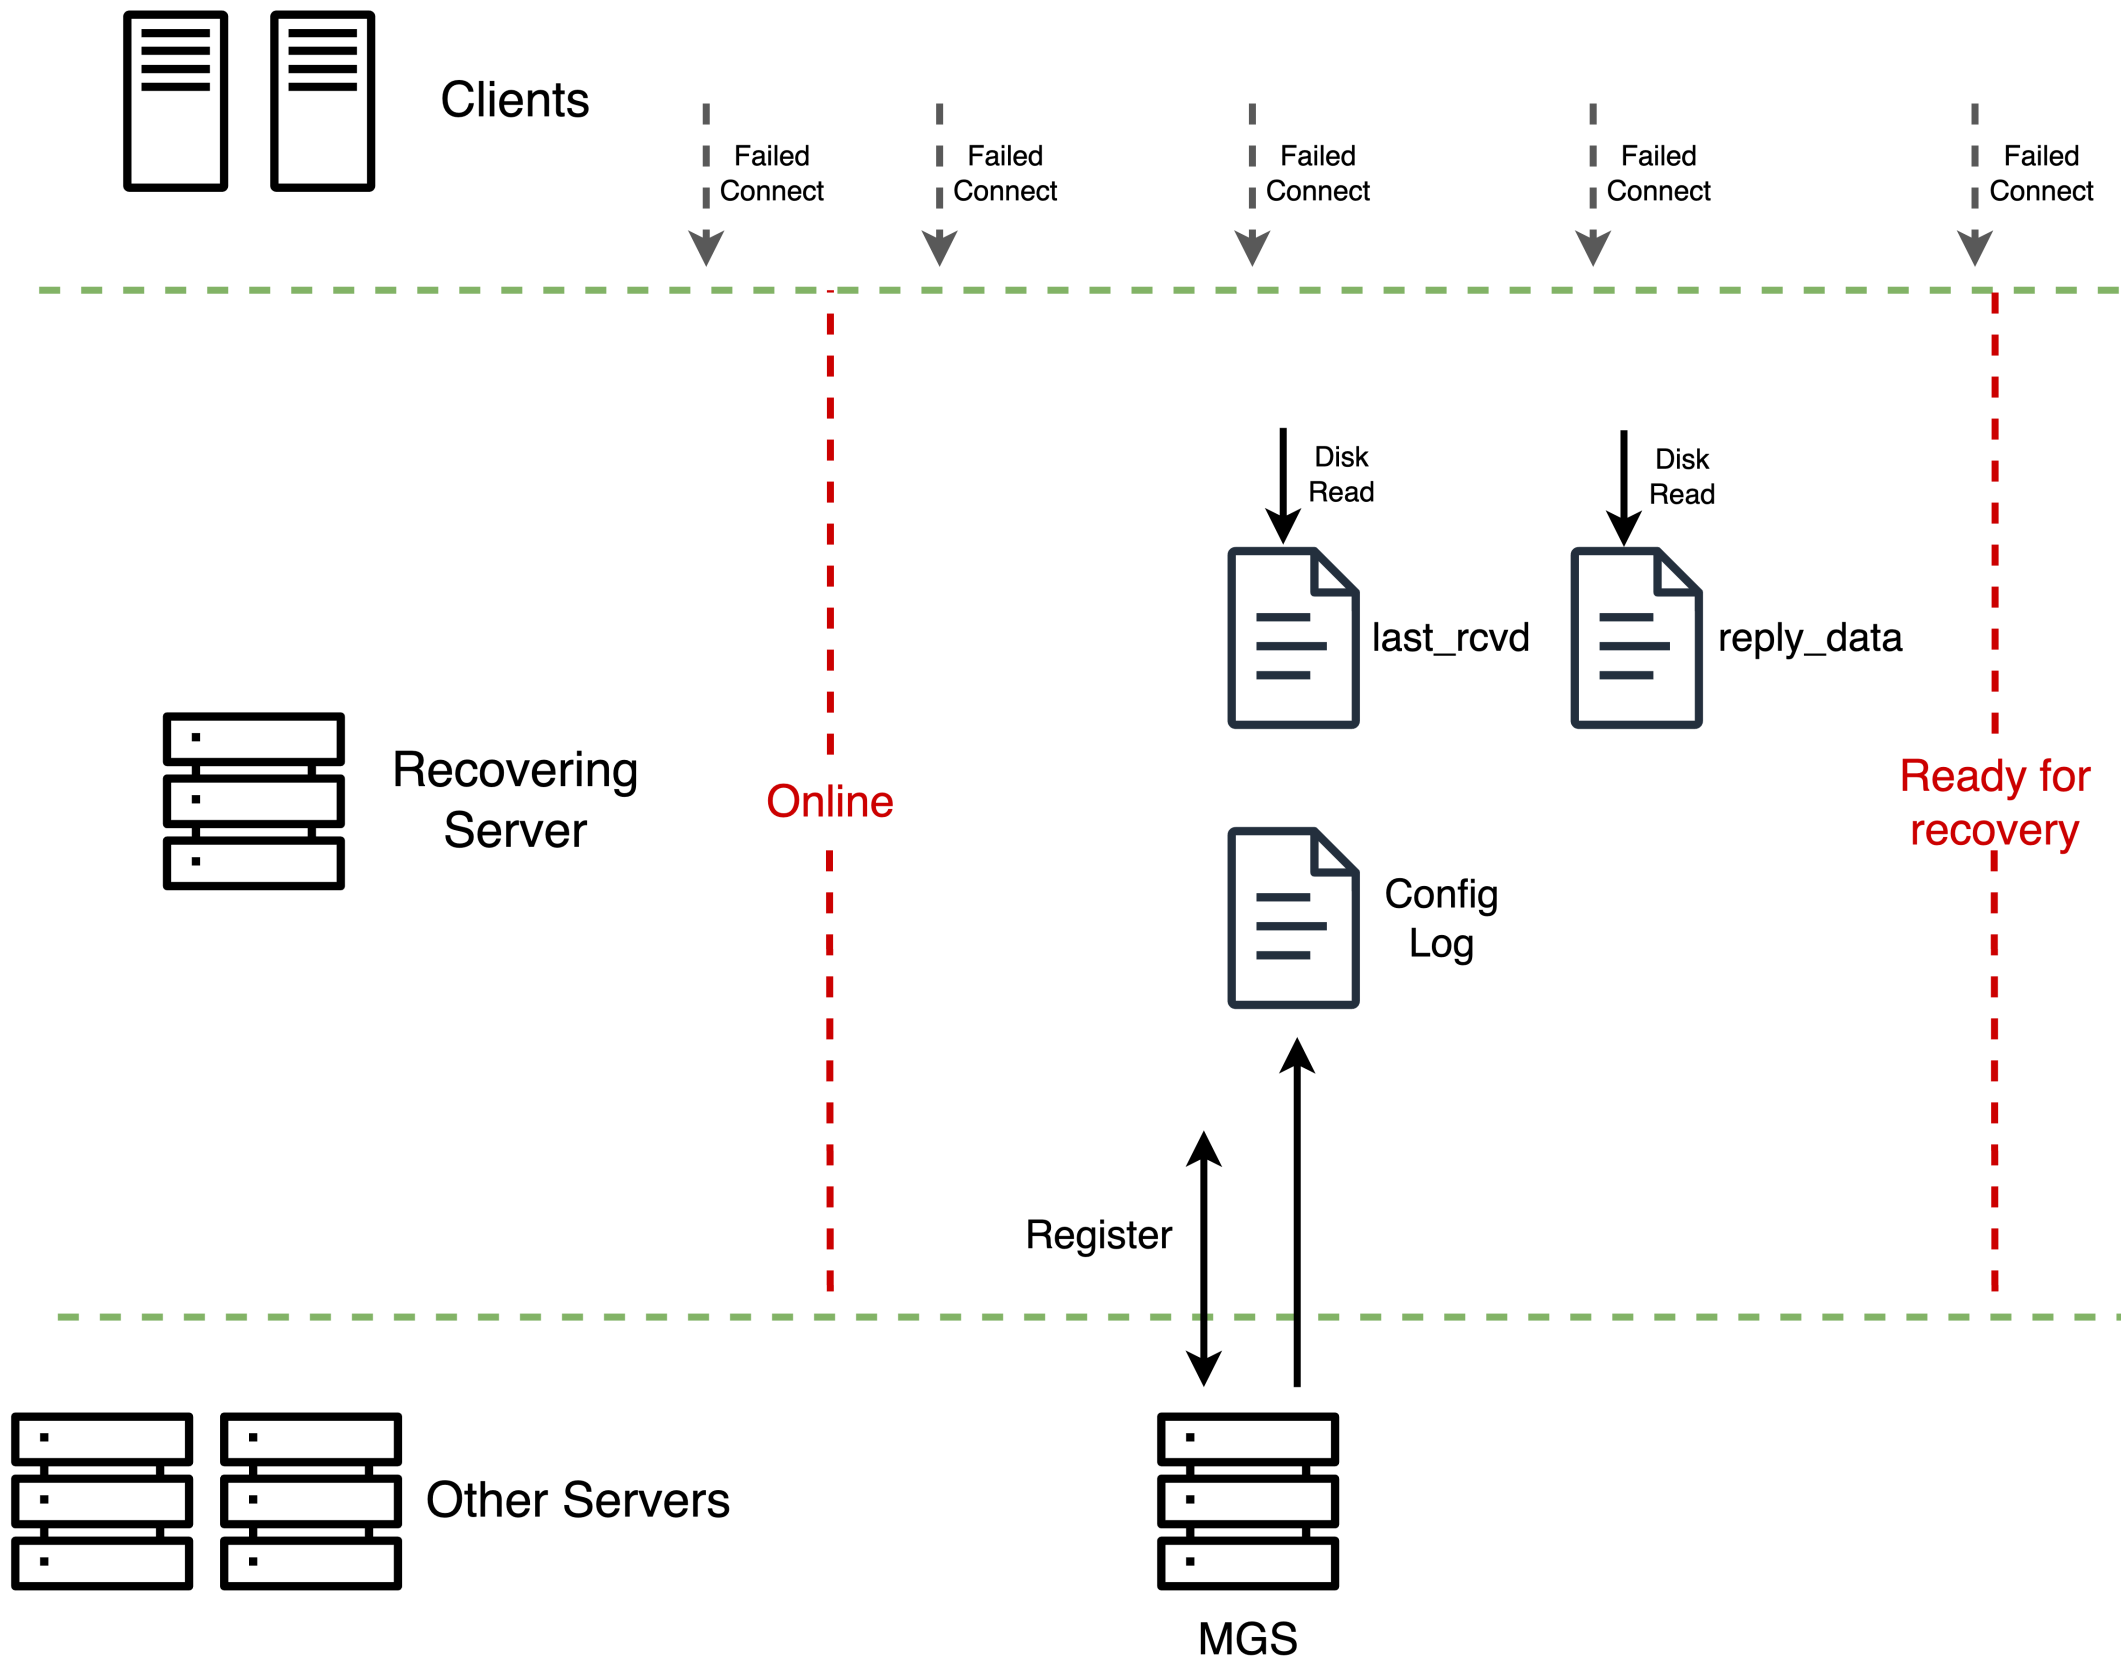 Clients
Failed
Connect
Failed
Connect
Failed
Connect
Failed
Connect
Failed
Connect
Disk
Read
Disk
Read
last_rcvd
reply_data
Recovering
Server
Online
Ready for
recovery
Config
Log
Register
Other Servers
MGS